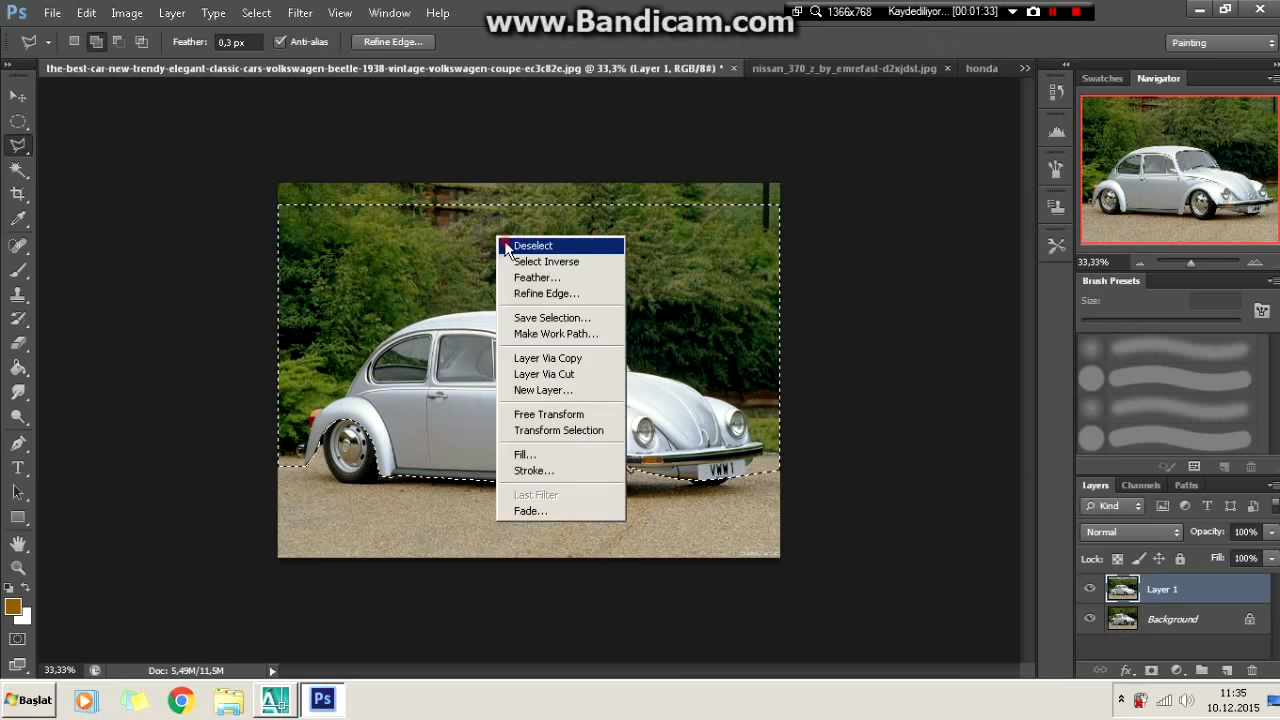 www.Bandicam.com
1366x768 Kaydediliyor... [00:01:33]
Ps File Edit Image Layer Type Select Filter View Window Help
Feather: 0,3 px Anti-alias Refine Edge... Painting
the-best-car-new-trendy-elegant-classic-cars-volkswagen-beetle-1938-vintage-volkswagen-coupe-ec3c82e.jpg @ 33,3% (Layer 1, RGB/8#) * × nissan_370_z_by_emrefast-d2xjdst.jpg × honda
Swatches Navigator
33,33%
Brush Presets
Size:
Deselect
Select Inverse
Feather...
Refine Edge...
Save Selection...
Make Work Path...
Layer Via Copy
Layer Via Cut
New Layer...
Free Transform
Transform Selection
Fill...
Stroke...
Last Filter
Fade...
VWW 1
Layers Channels Paths
Kind
Normal Opacity: 100%
Lock: Fill: 100%
Layer 1
Background
33,33% Doc: 5,49M/11,5M
Başlat Ps 11:35
10.12.2015